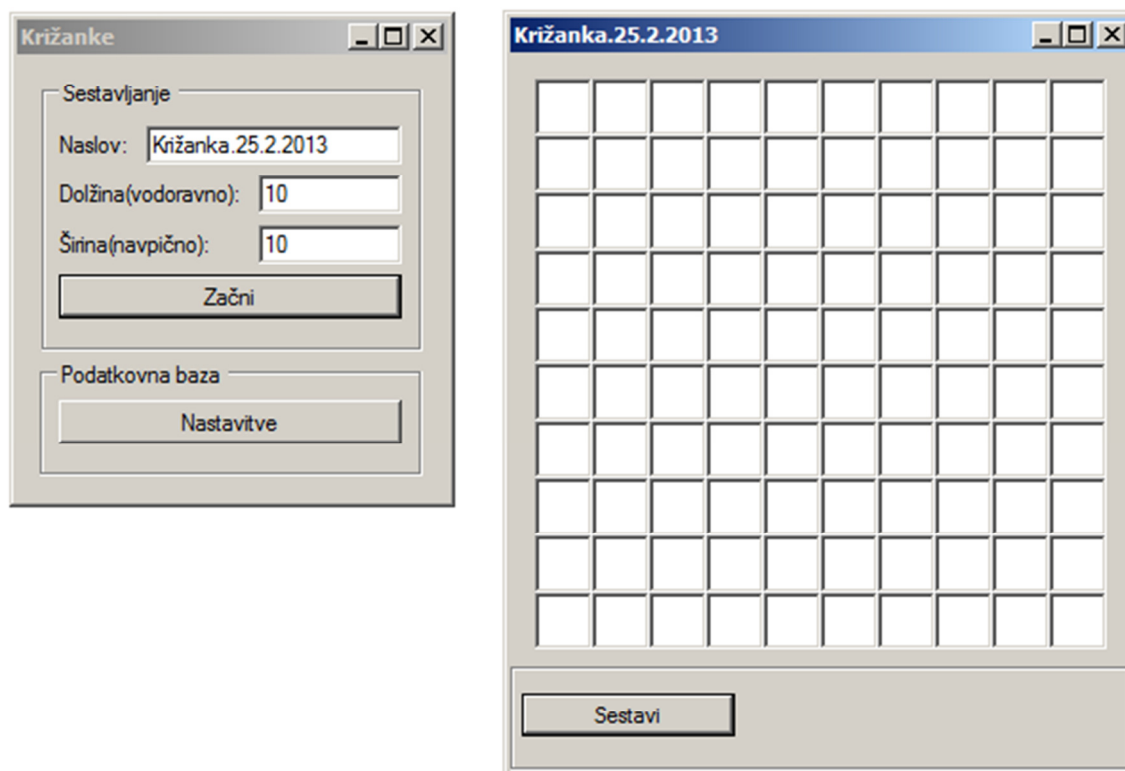 Križanke
Sestavljanje
Naslov: Križanka.25.2.2013
Dolžina(vodoravno): 10
Širina(navpično): 10
Začni
Podatkovna baza
Nastavitve
Križanka.25.2.2013
Sestavi